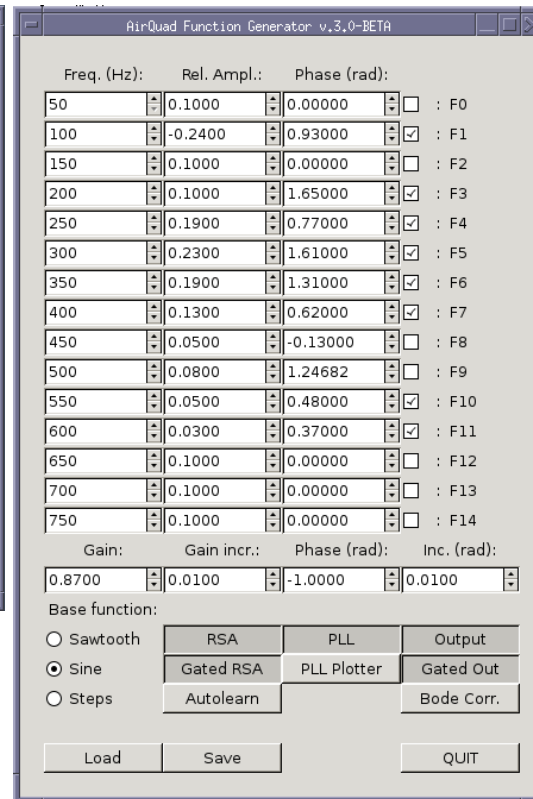 AirQuad Function Generator v.3.0-BETA
Freq. (Hz): Rel. Ampl.: Phase (rad):
50 0.1000 0.00000 : F0
100 -0.2400 0.93000 : F1
150 0.1000 0.00000 : F2
200 0.1000 1.65000 : F3
250 0.1900 0.77000 : F4
300 0.2300 1.61000 : F5
350 0.1900 1.31000 : F6
400 0.1300 0.62000 : F7
450 0.0500 -0.13000 : F8
500 0.0800 1.24682 : F9
550 0.0500 0.48000 : F10
600 0.0300 0.37000 : F11
650 0.1000 0.00000 : F12
700 0.1000 0.00000 : F13
750 0.1000 0.00000 : F14
Gain: Gain incr.: Phase (rad): Inc. (rad):
0.8700 0.0100 -1.0000 0.0100
Base function:
Sawtooth RSA PLL Output
Sine Gated RSA PLL Plotter Gated Out
Steps Autolearn Bode Corr.
Load Save QUIT